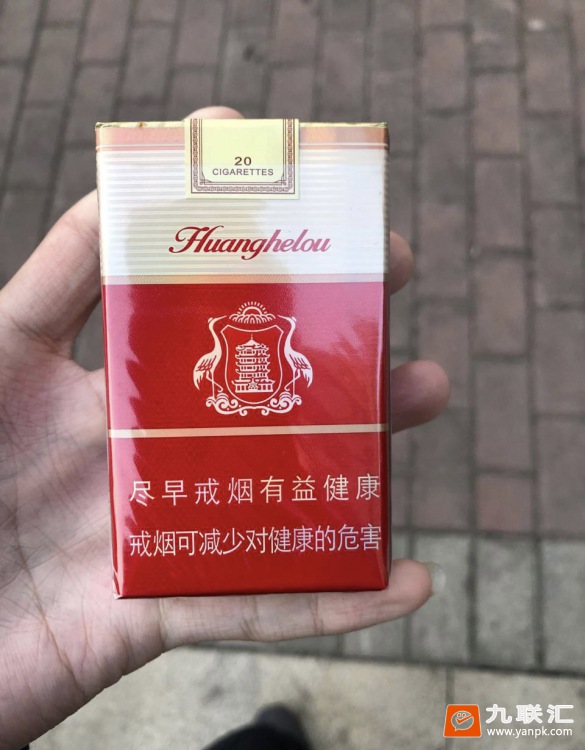 20
CIGARETTES
Huanghelou
尽早戒烟有益健康
戒烟可减少对健康的危害
九联汇
www.yanpk.com